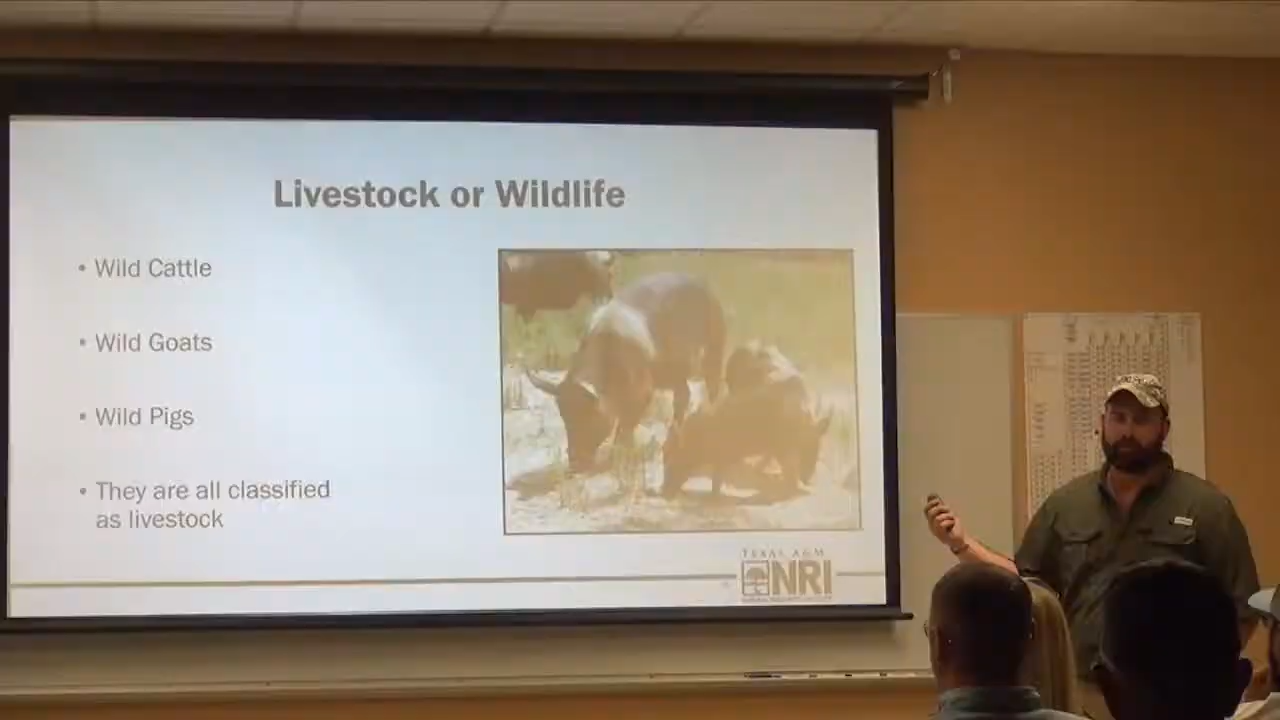 Livestock or Wildlife
• Wild Cattle
• Wild Goats
• Wild Pigs
• They are all classified
as livestock
TEXAS A&M
NRI